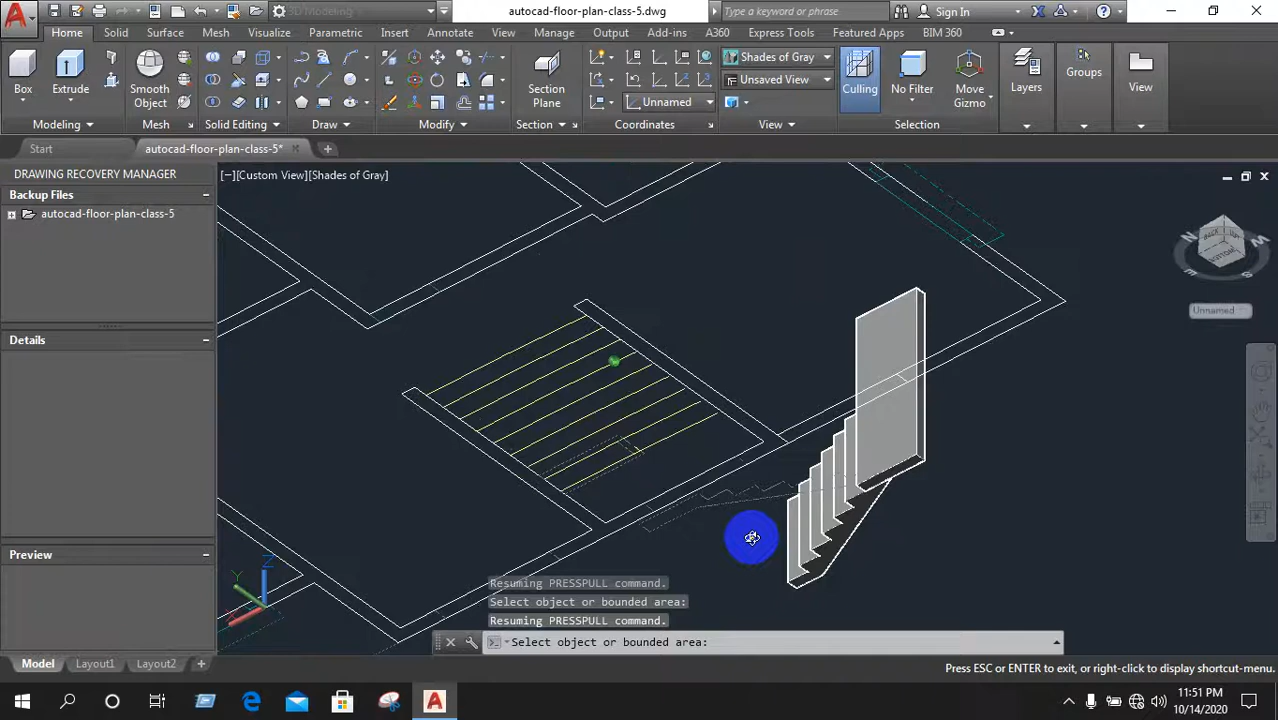 3D Modeling
autocad-floor-plan-class-5.dwg
Type a keyword or phrase
Sign In
Home Solid Surface Mesh Visualize Parametric Insert Annotate View Manage Output Add-ins A360 Express Tools Featured Apps BIM 360
Box
Extrude
Smooth
Object
Section
Plane
Shades of Gray
Unsaved View
Unnamed
Culling
No Filter
Move
Gizmo
Layers
Groups
View
Modeling Mesh Solid Editing Draw Modify Section Coordinates View Selection
Start
autocad-floor-plan-class-5*
DRAWING RECOVERY MANAGER
Backup Files
autocad-floor-plan-class-5
Details
Preview
[−][Custom View][Shades of Gray]
N
W
S
E
BACK
BOTTOM
Unnamed
Z
Y
X
Resuming PRESSPULL command.
Select object or bounded area:
Resuming PRESSPULL command.
Select object or bounded area:
Model Layout1 Layout2 +
Press ESC or ENTER to exit, or right-click to display shortcut-menu.
11:51 PM
10/14/2020